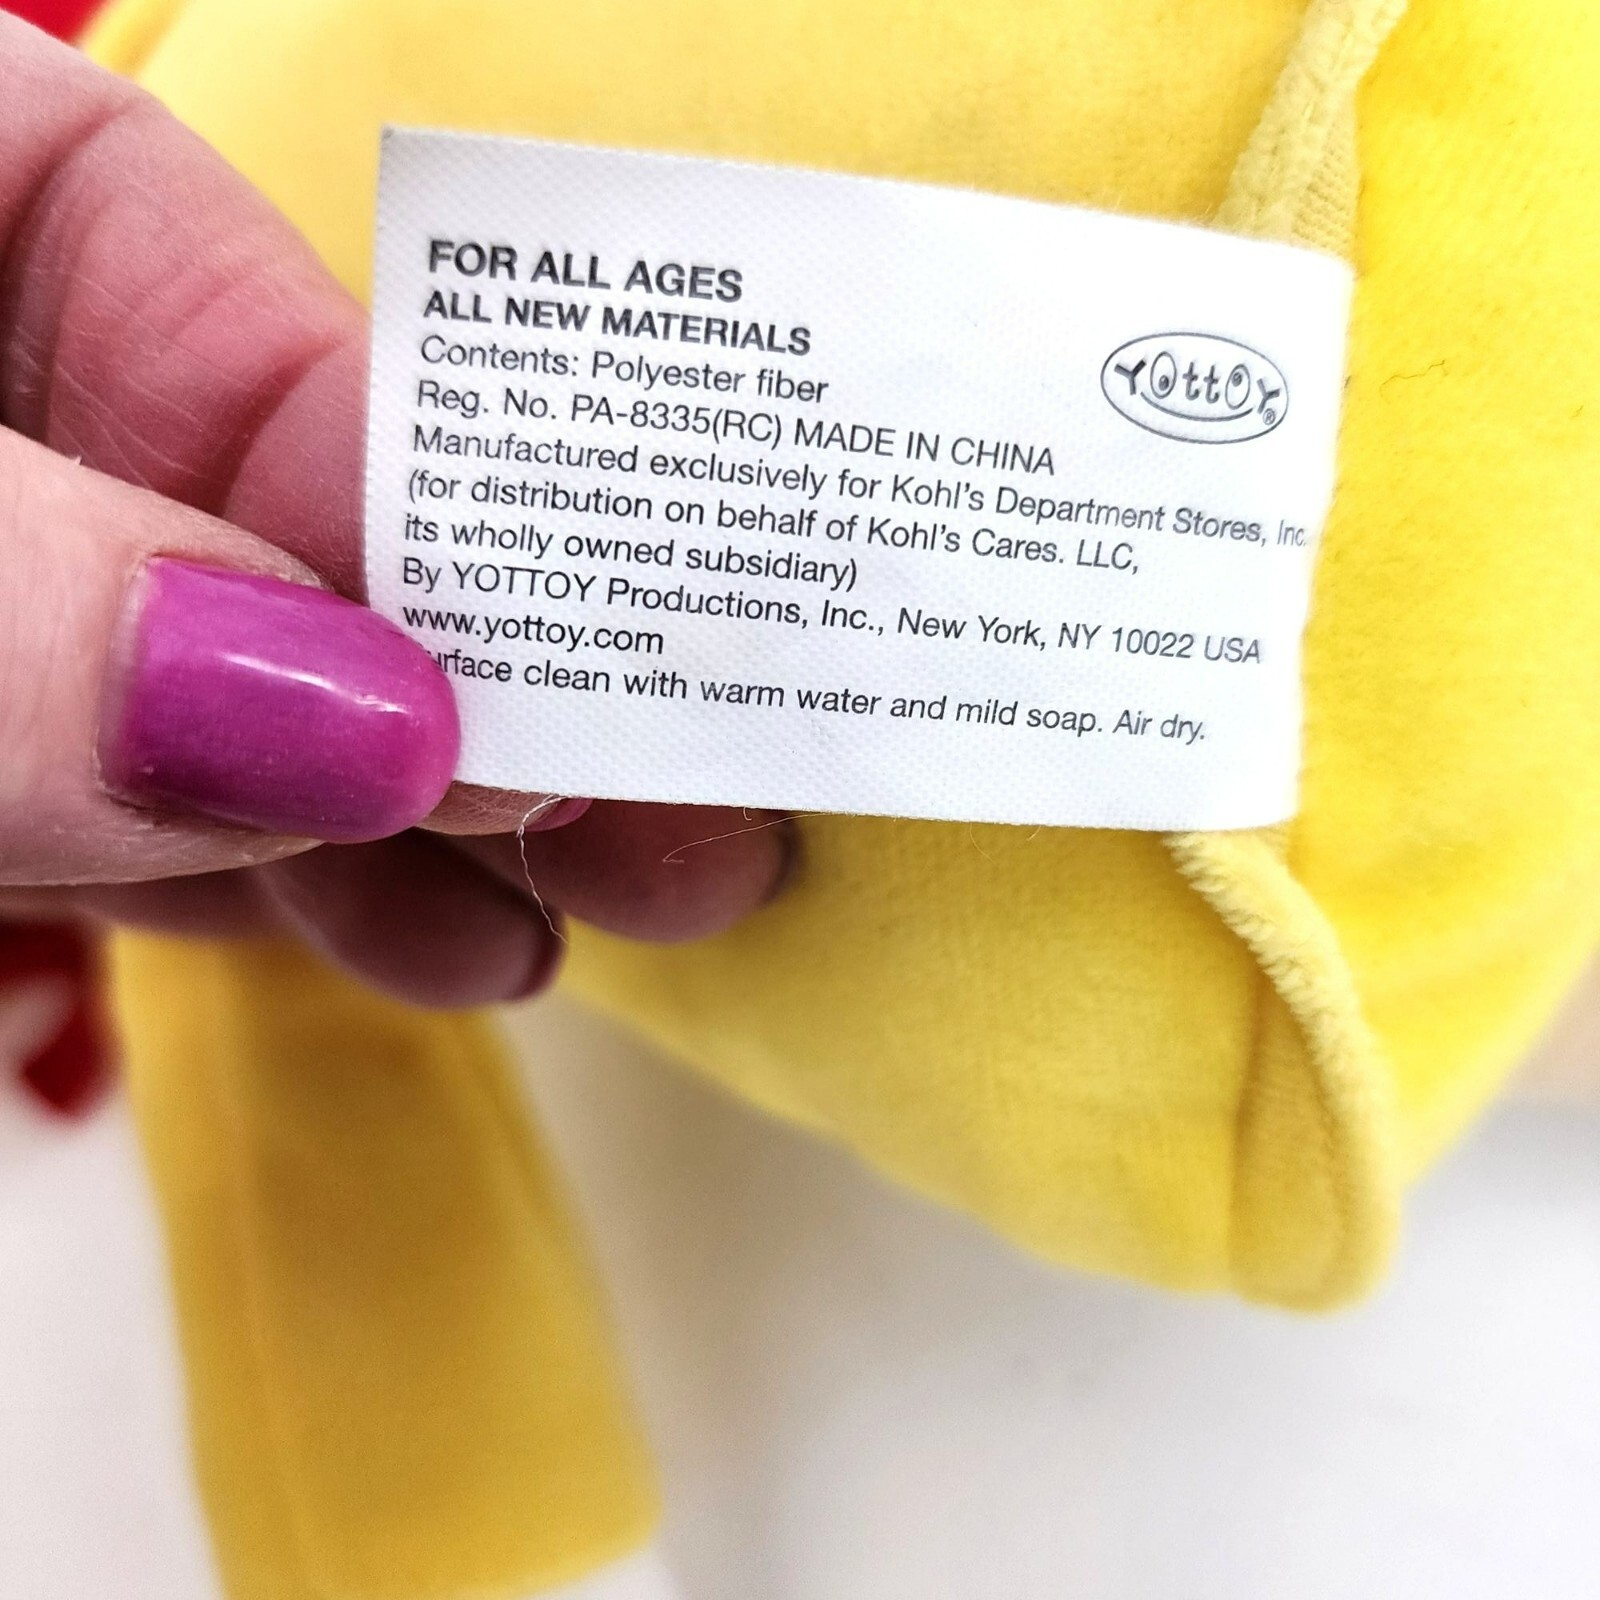 FOR ALL AGES
ALL NEW MATERIALS
Contents: Polyester fiber
Reg. No. PA-8335(RC) MADE IN CHINA
Manufactured exclusively for Kohl's Department Stores, Inc.
(for distribution on behalf of Kohl's Cares. LLC,
its wholly owned subsidiary)
By YOTTOY Productions, Inc., New York, NY 10022 USA
www.yottoy.com
urface clean with warm water and mild soap. Air dry.
YOttOY®